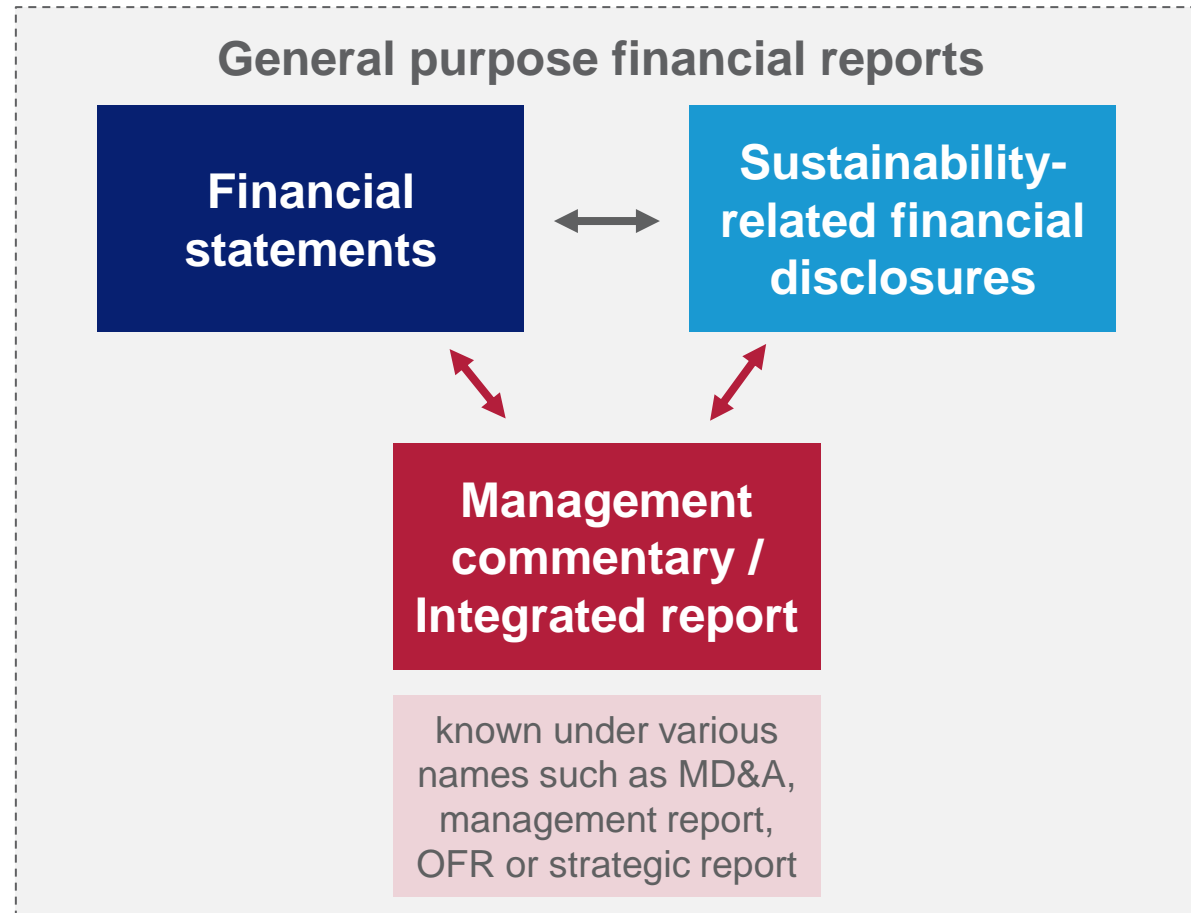 General purpose financial reports
Financial
statements
Sustainability-
related financial
disclosures
Management
commentary /
Integrated report
known under various
names such as MD&A,
management report,
OFR or strategic report